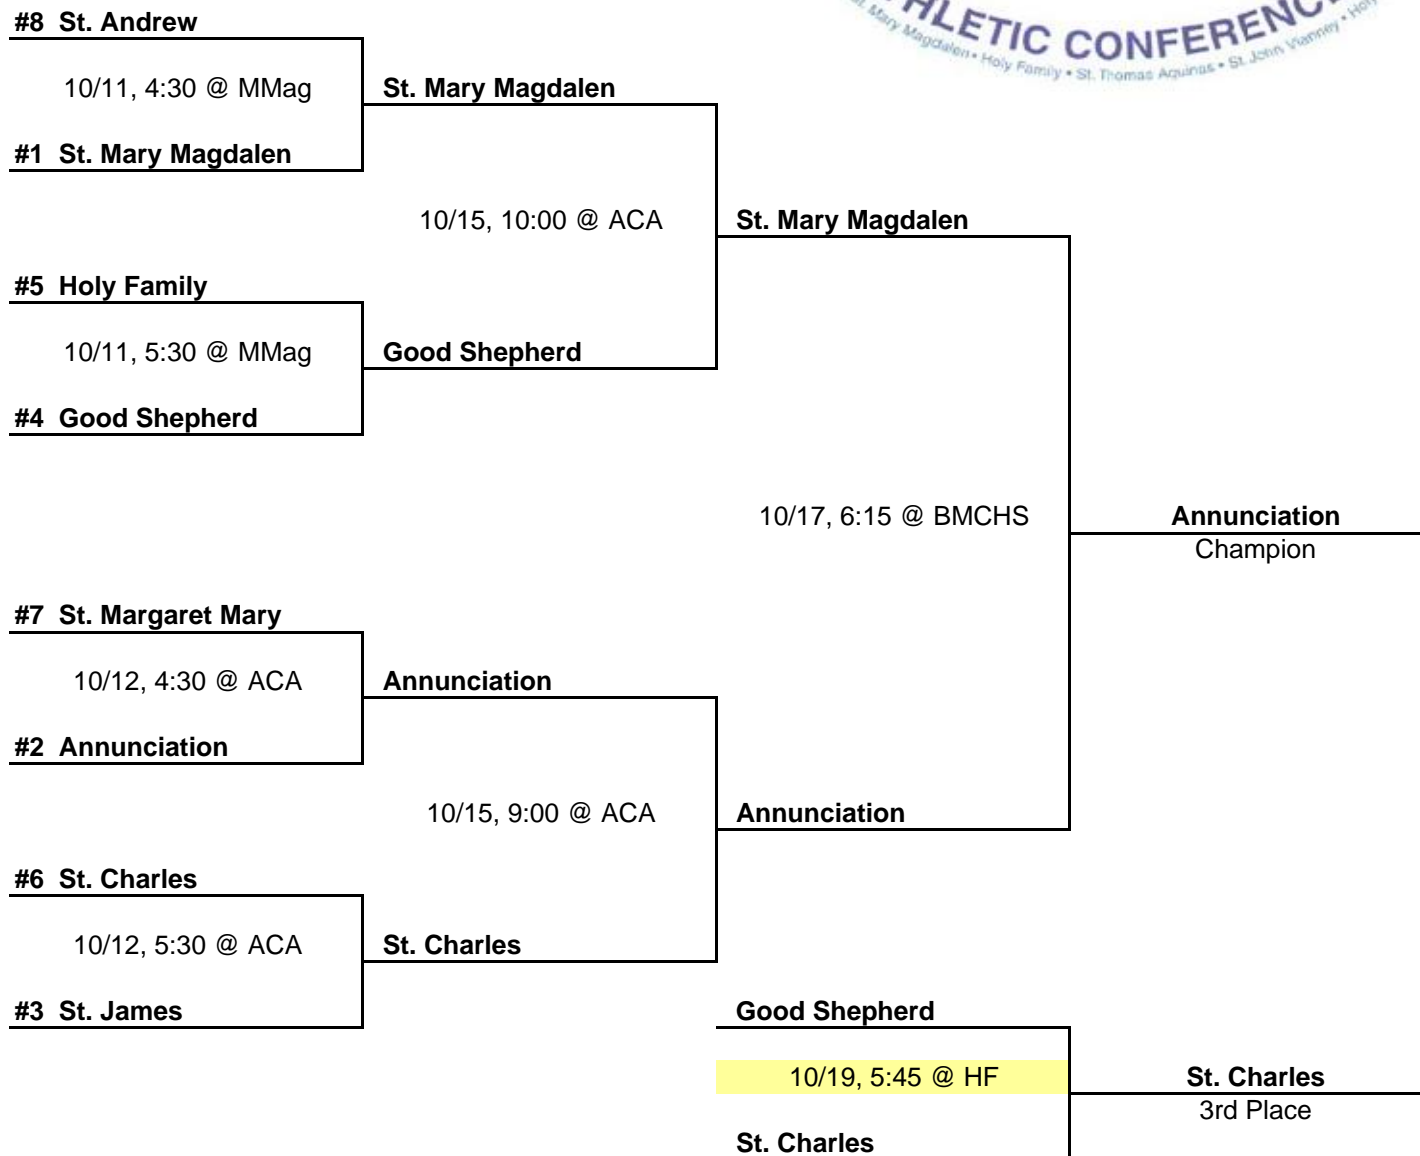 #8 St. Andrew
THLETIC CONFERENC
Mary Magdalen • Holy Family • St. Thomas Aquinas • St. John Vianney •
10/11, 4:30 @ MMag
St. Mary Magdalen
#1 St. Mary Magdalen
10/15, 10:00 @ ACA
St. Mary Magdalen
#5 Holy Family
10/11, 5:30 @ MMag
Good Shepherd
#4 Good Shepherd
10/17, 6:15 @ BMCHS
Annunciation
Champion
#7 St. Margaret Mary
10/12, 4:30 @ ACA
Annunciation
#2 Annunciation
10/15, 9:00 @ ACA
Annunciation
#6 St. Charles
10/12, 5:30 @ ACA
St. Charles
#3 St. James
Good Shepherd
10/19, 5:45 @ HF
St. Charles
3rd Place
St. Charles